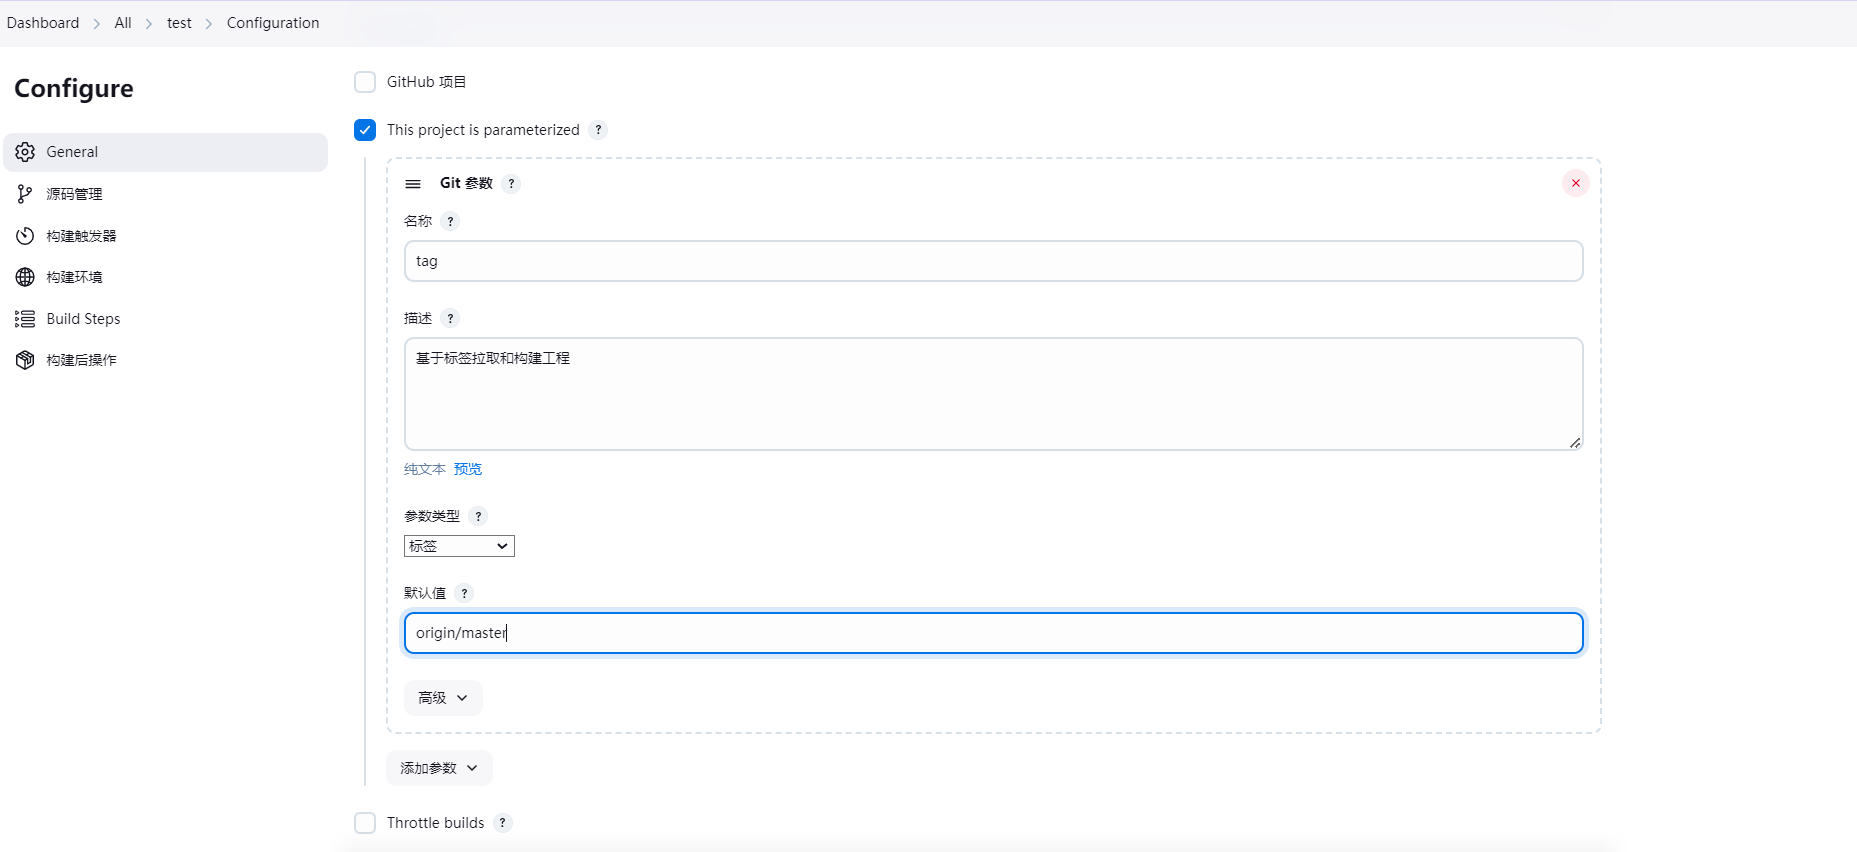 Dashboard > All > test > Configuration
Configure
General
源码管理
构建触发器
构建环境
Build Steps
构建后操作
GitHub 项目
This project is parameterized ?
Git 参数 ?
名称 ?
tag
描述 ?
基于标签拉取和构建工程
纯文本 预览
参数类型 ?
标签
默认值 ?
origin/master
高级
添加参数
Throttle builds ?